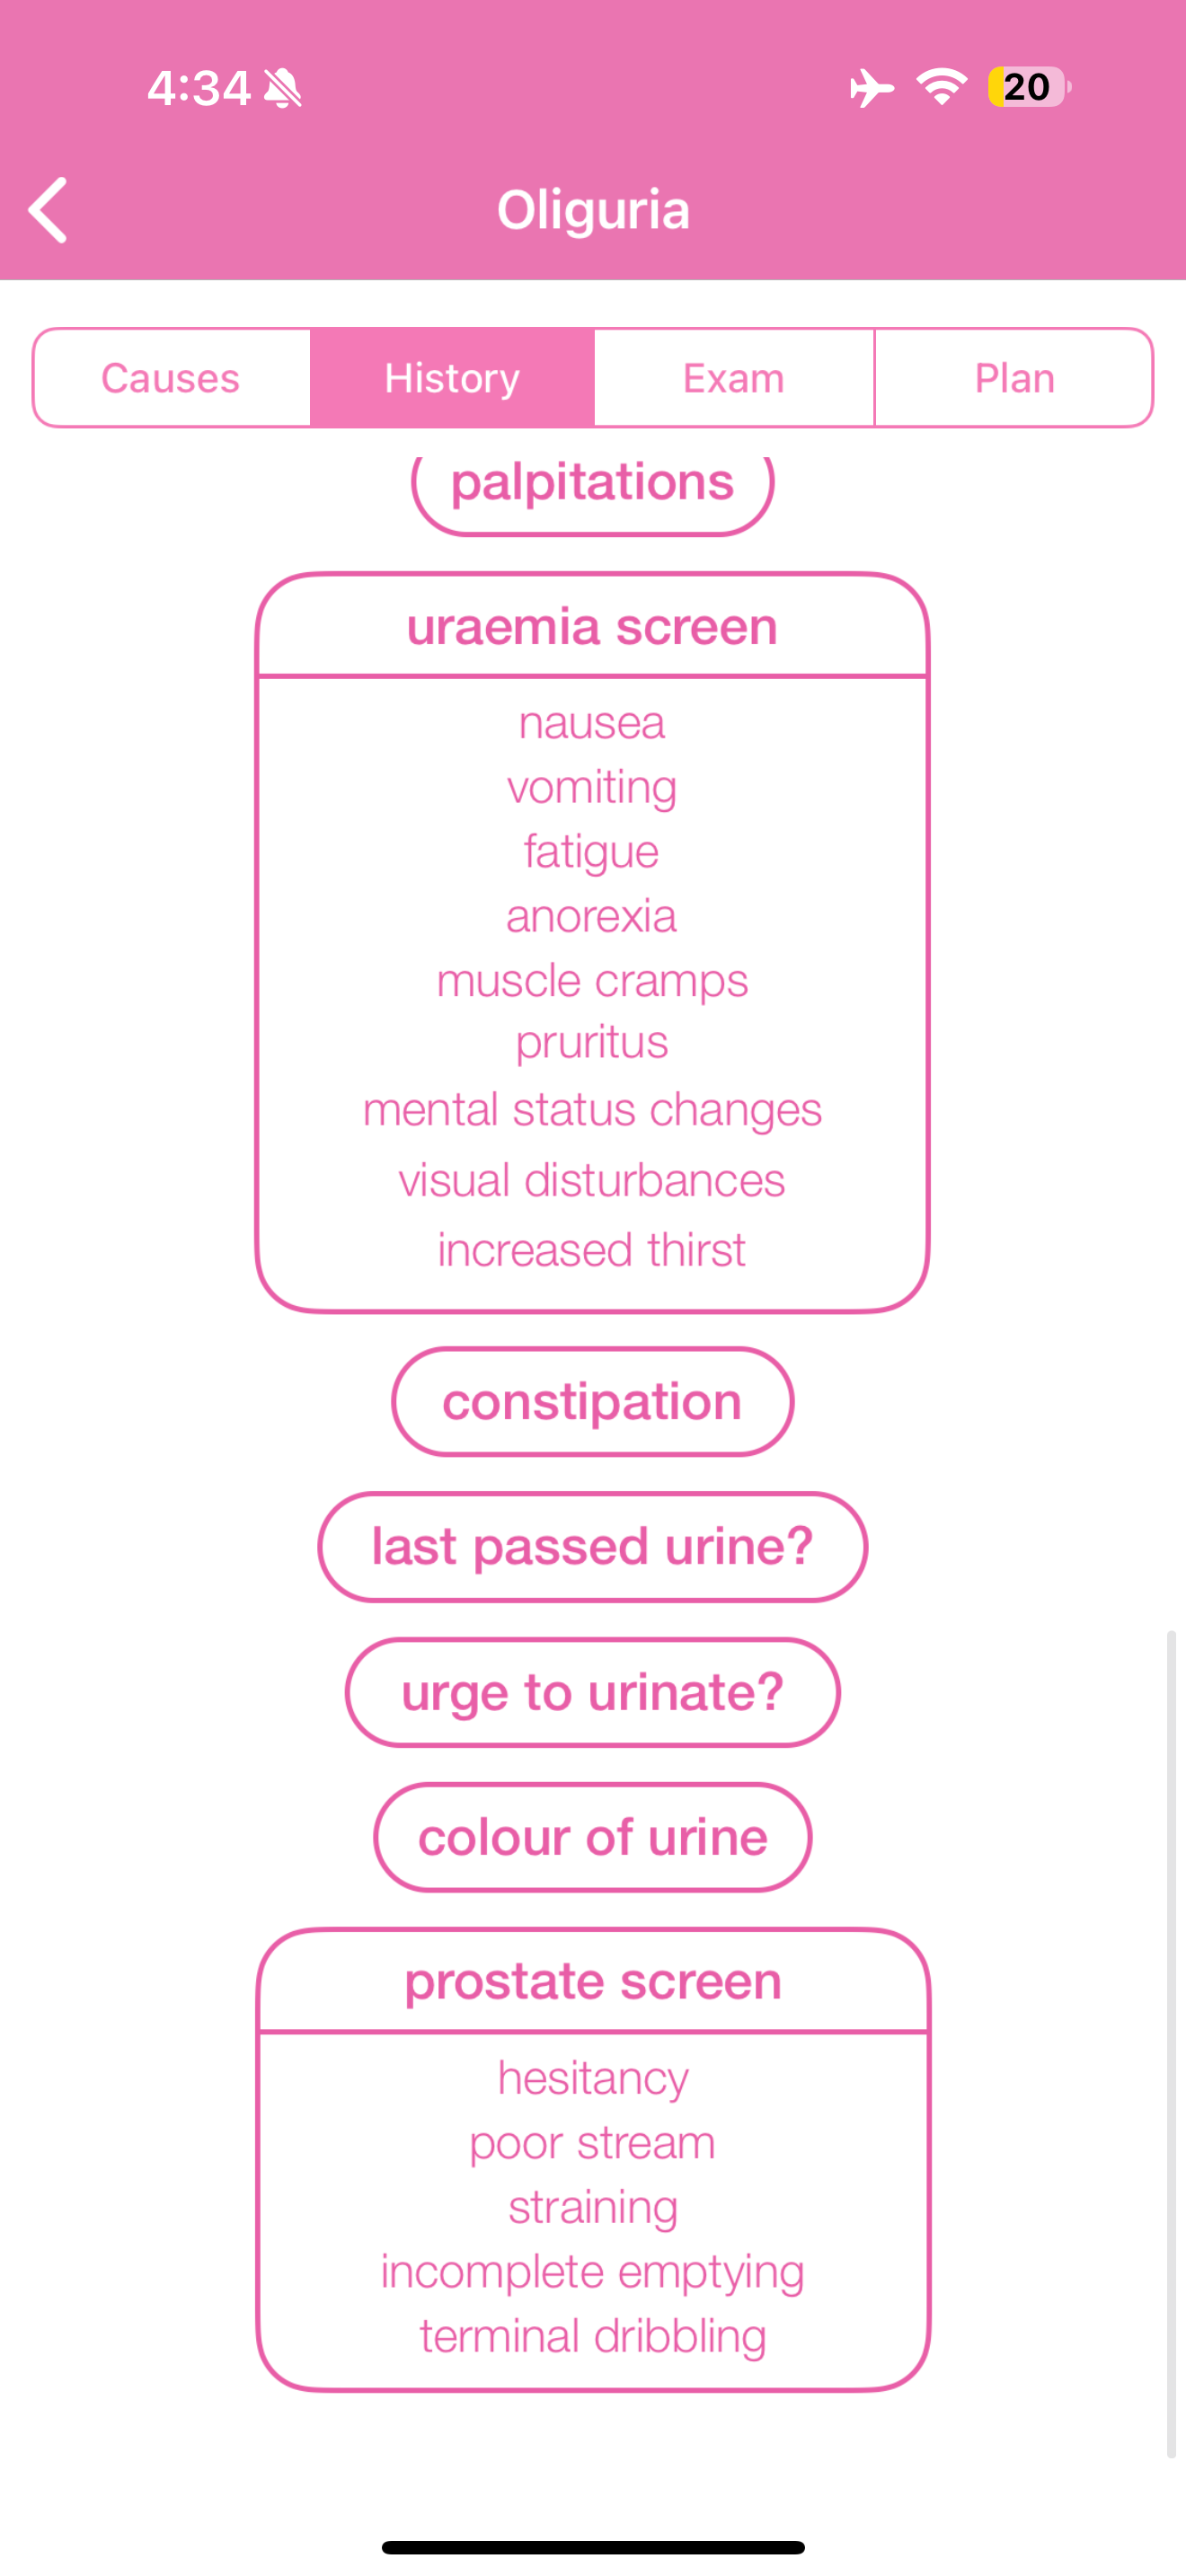 4:34
20
Oliguria
Causes History Exam Plan
palpitations
uraemia screen
nausea
vomiting
fatigue
anorexia
muscle cramps
pruritus
mental status changes
visual disturbances
increased thirst
constipation
last passed urine?
urge to urinate?
colour of urine
prostate screen
hesitancy
poor stream
straining
incomplete emptying
terminal dribbling